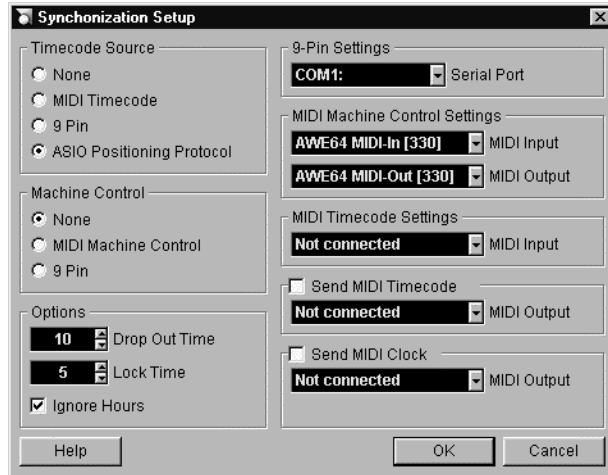 Synchonization Setup
Timecode Source
None
MIDI Timecode
9 Pin
ASIO Positioning Protocol
Machine Control
None
MIDI Machine Control
9 Pin
Options
10 Drop Out Time
5 Lock Time
Ignore Hours
9-Pin Settings
COM1: Serial Port
MIDI Machine Control Settings
AWE64 MIDI-In [330] MIDI Input
AWE64 MIDI-Out [330] MIDI Output
MIDI Timecode Settings
Not connected MIDI Input
Send MIDI Timecode
Not connected MIDI Output
Send MIDI Clock
Not connected MIDI Output
Help OK Cancel